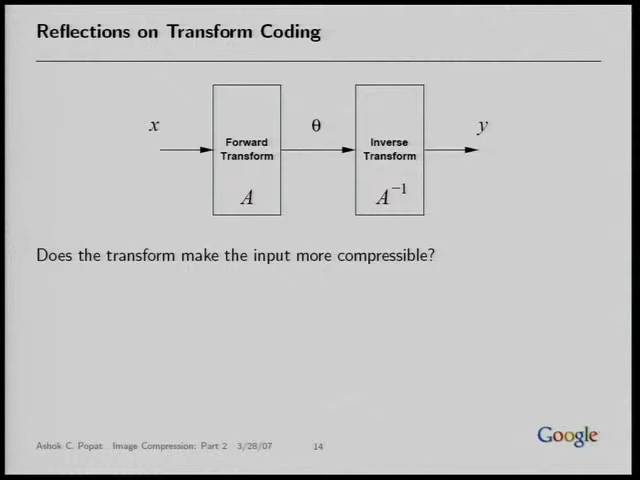 Reflections on Transform Coding
x
Forward
Transform
A
θ
Inverse
Transform
A⁻¹
y
Does the transform make the input more compressible?
Ashok C. Popat Image Compression: Part 2 3/28/07 14
Google